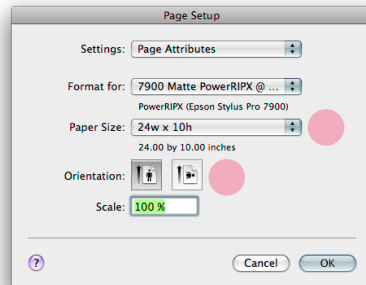 Page Setup
Settings: Page Attributes
Format for: 7900 Matte PowerRIPX @ ...
PowerRIPX (Epson Stylus Pro 7900)
Paper Size: 24w x 10h
24.00 by 10.00 inches
Orientation:
Scale: 100 %
? Cancel OK